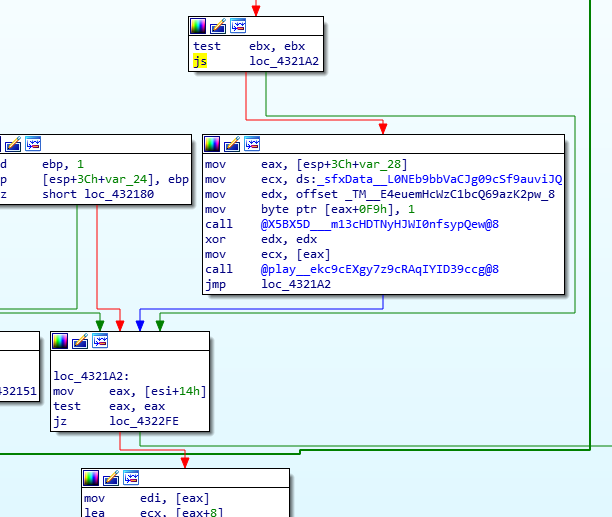 test    ebx, ebx
js      loc_4321A2
d     ebp, 1
p     [esp+3Ch+var_24], ebp
z     short loc_432180
mov     eax, [esp+3Ch+var_28]
mov     ecx, ds:_sfxData__L0NEb9bbVaCJg09cSf9auviJQ
mov     edx, offset _TM__E4euemHcWzC1bcQ69azK2pw_8
mov     byte ptr [eax+0F9h], 1
call    @X5BX5D___m13cHDTNyHJWI0nfsypQew@8
xor     edx, edx
mov     ecx, [eax]
call    @play__ekc9cEXgy7z9cRAqIYID39ccg@8
jmp     loc_4321A2
432151
loc_4321A2:
mov     eax, [esi+14h]
test    eax, eax
jz      loc_4322FE
mov     edi, [eax]
lea     ecx, [eax+8]